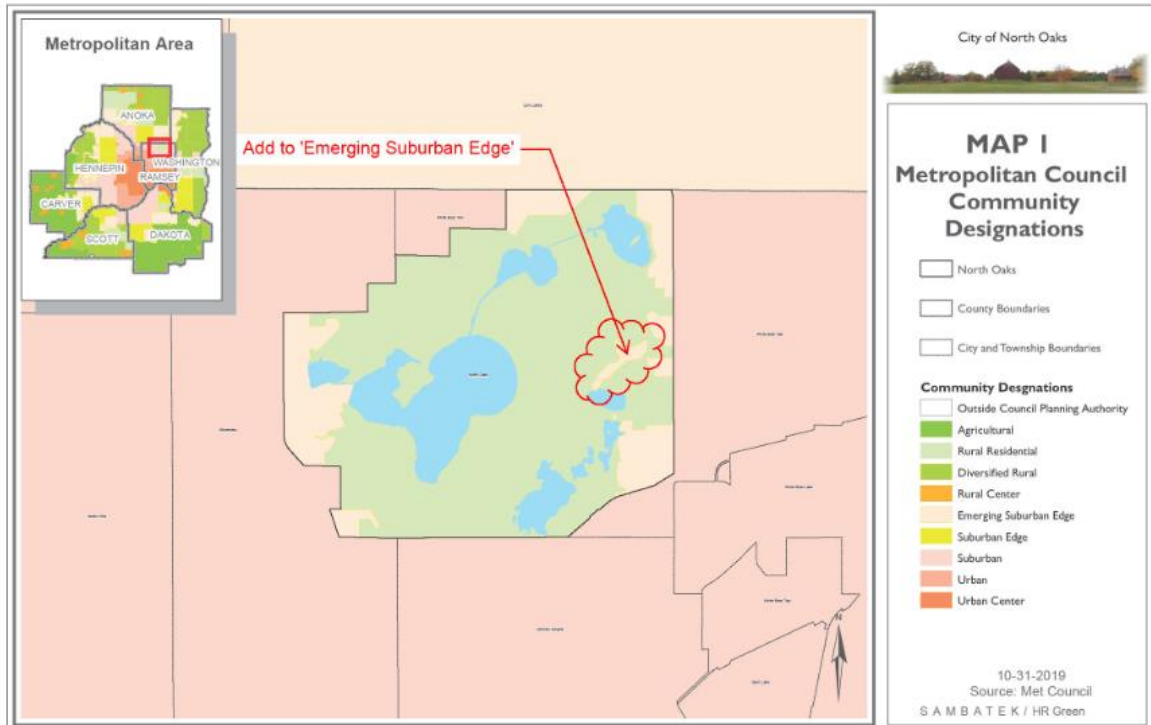 Metropolitan Area
ANOKA
HENNEPIN
WASHINGTON
RAMSEY
CARVER
SCOTT
DAKOTA
Add to 'Emerging Suburban Edge'
N
City of North Oaks
MAP 1
Metropolitan Council
Community
Designations
North Oaks
County Boundaries
City and Township Boundaries
Community Desgnations
Outside Council Planning Authority
Agricultural
Rural Residential
Diversified Rural
Rural Center
Emerging Suburban Edge
Suburban Edge
Suburban
Urban
Urban Center
10-31-2019
Source: Met Council
SAMBATEK / HR Green